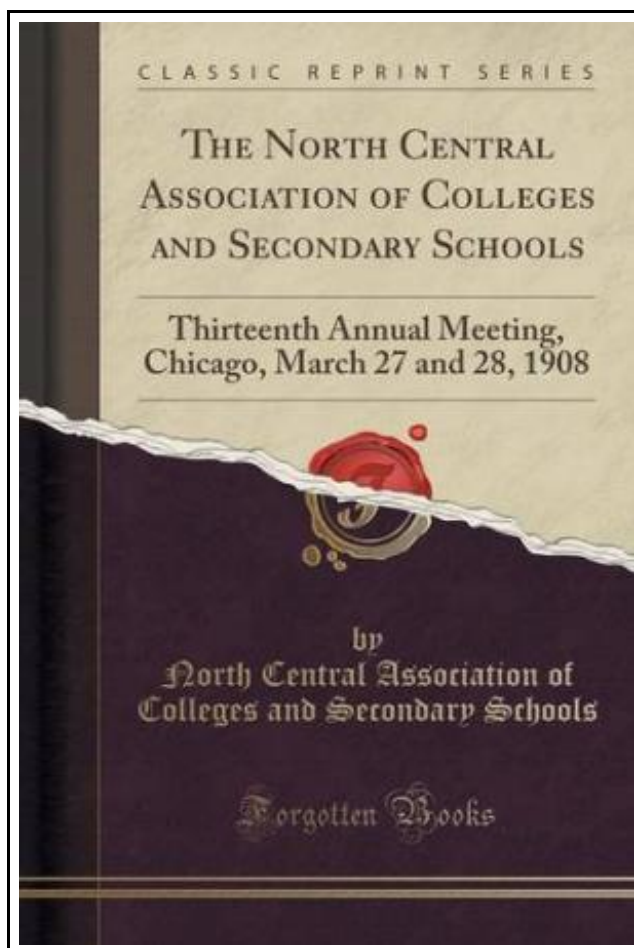 CLASSIC REPRINT SERIES
THE NORTH CENTRAL
ASSOCIATION OF COLLEGES
AND SECONDARY SCHOOLS
Thirteenth Annual Meeting,
Chicago, March 27 and 28, 1908
by
North Central Association of
Colleges and Secondary Schools
Forgotten Books